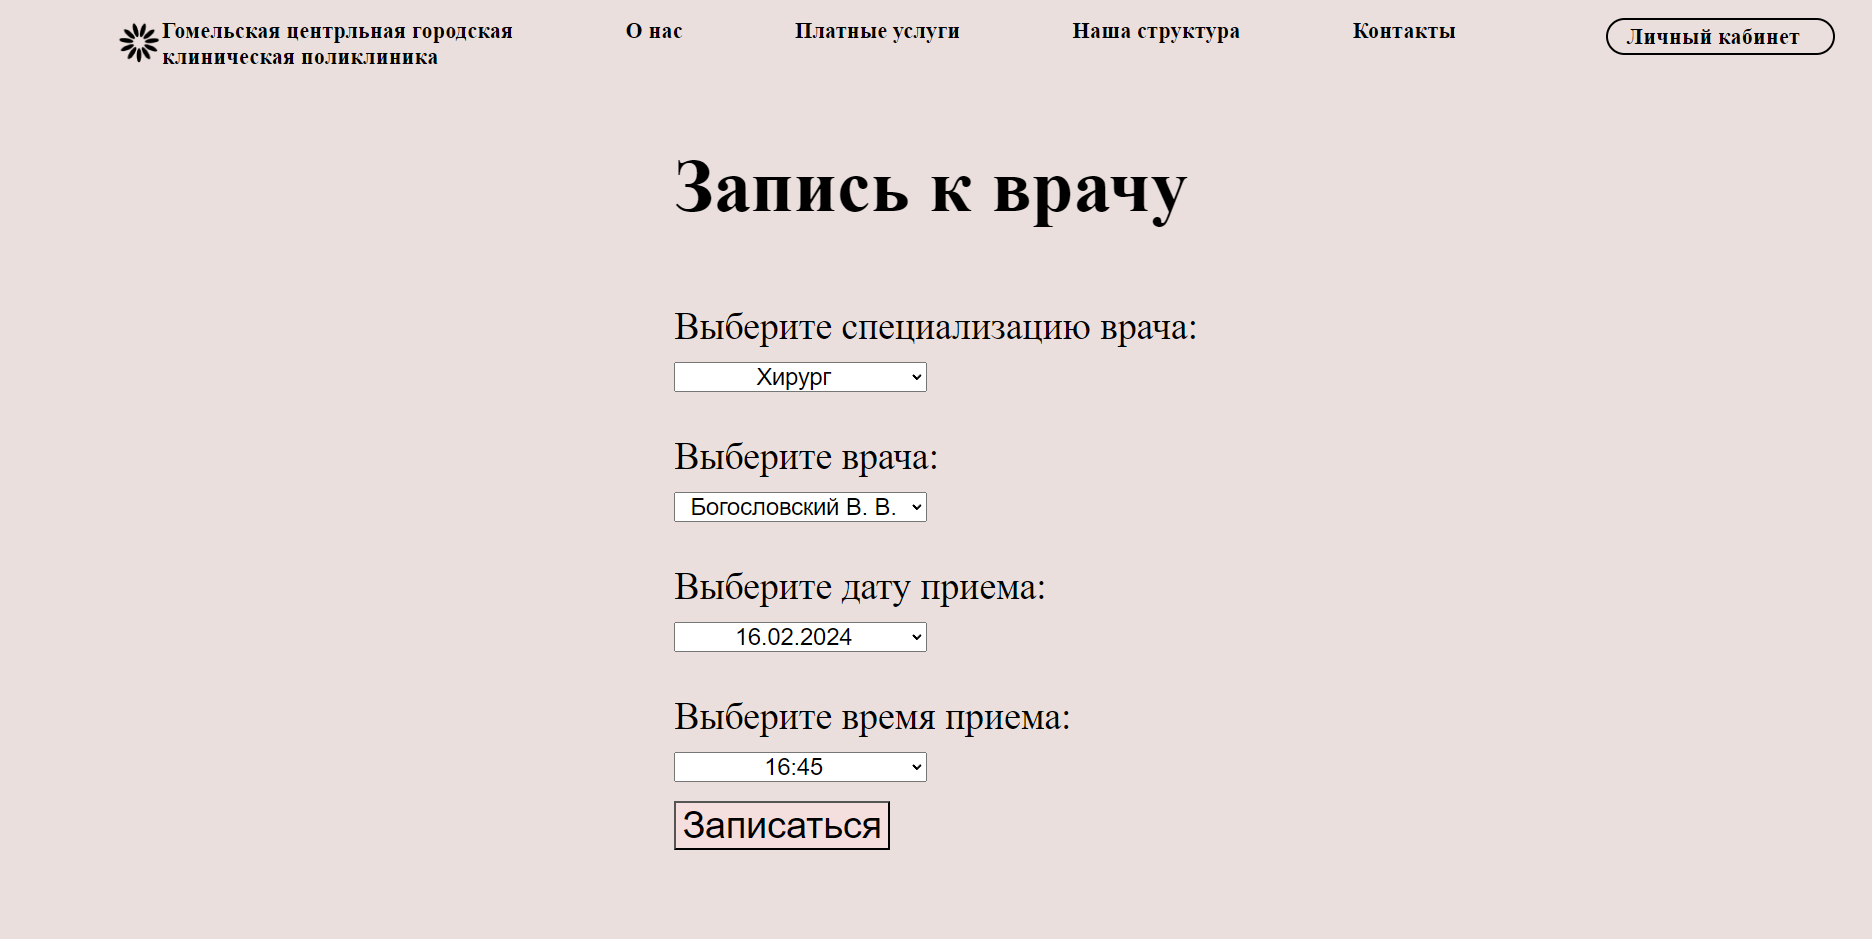 Гомельская центрльная городская
клиническая поликлиника
О нас
Платные услуги
Наша структура
Контакты
Личный кабинет
Запись к врачу
Выберите специализацию врача:
Хирург
Выберите врача:
Богословский В. В.
Выберите дату приема:
16.02.2024
Выберите время приема:
16:45
Записаться